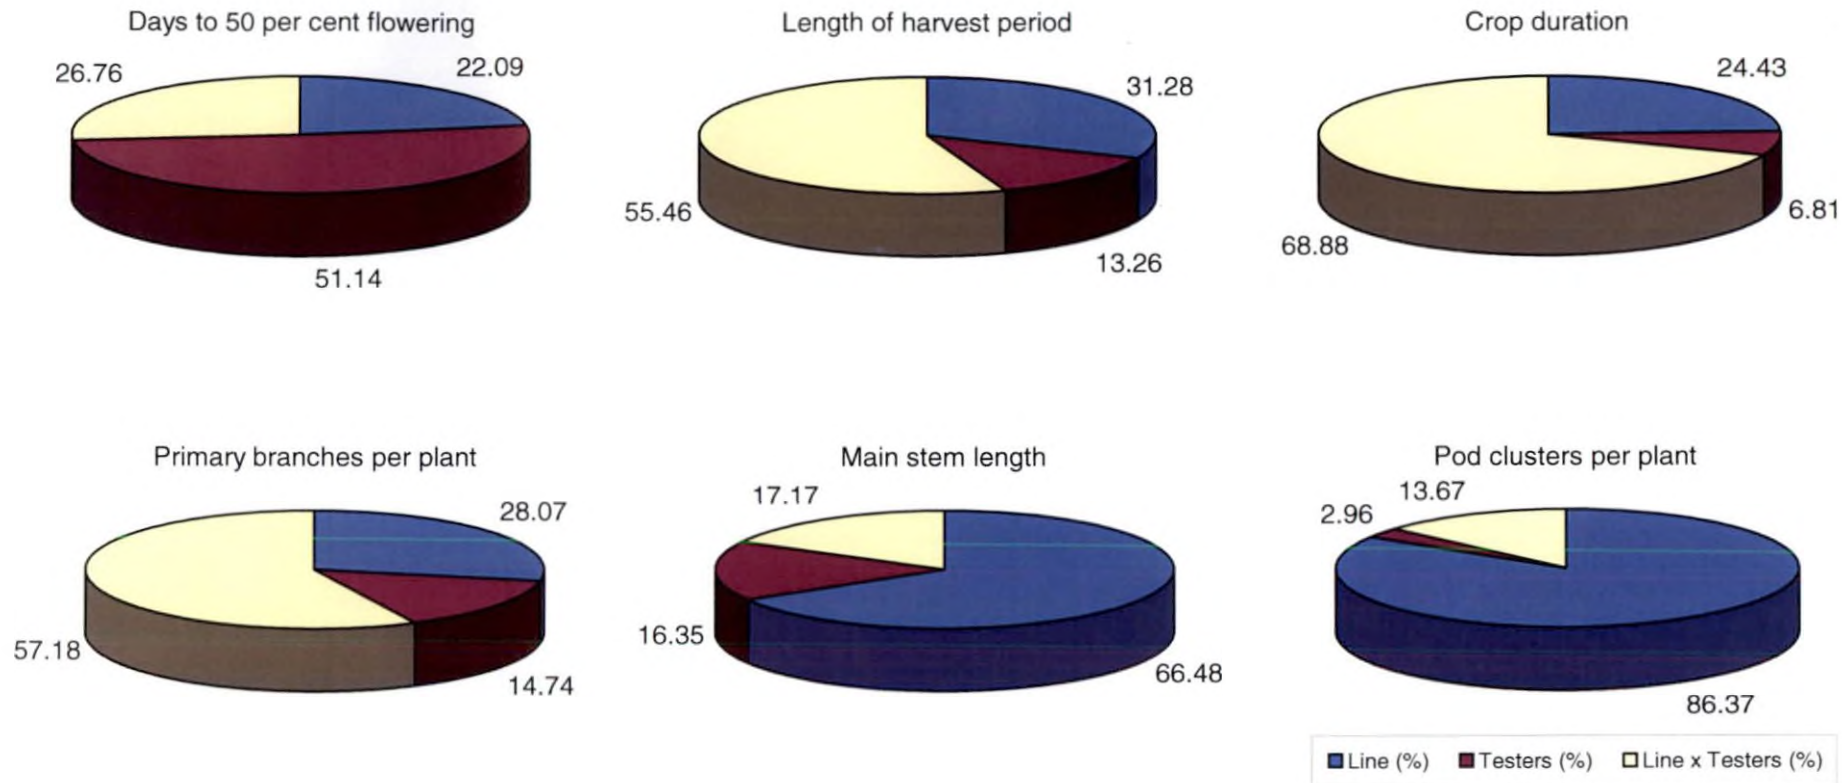 Days to 50 per cent flowering
26.76
22.09
51.14
Length of harvest period
31.28
55.46
13.26
Crop duration
24.43
6.81
68.88
Primary branches per plant
28.07
57.18
14.74
Main stem length
17.17
16.35
66.48
Pod clusters per plant
13.67
2.96
86.37
Line (%) Testers (%) Line x Testers (%)